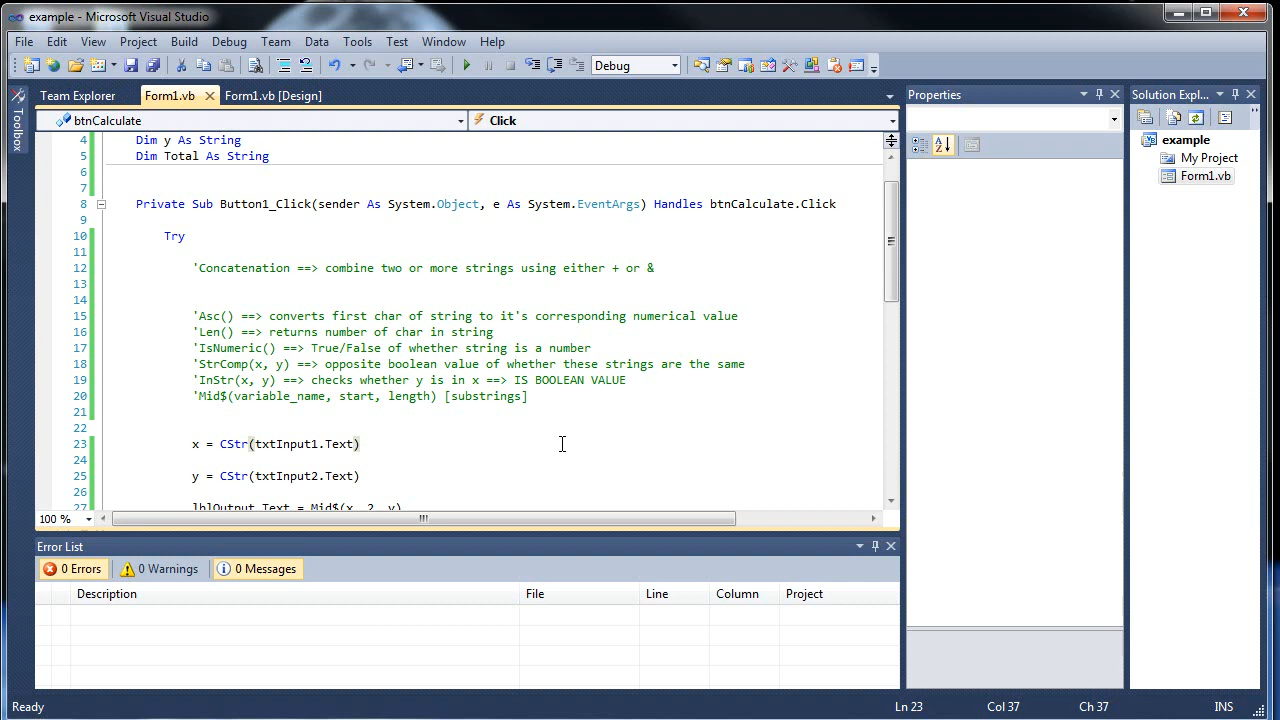 example - Microsoft Visual Studio
File Edit View Project Build Debug Team Data Tools Test Window Help
Debug
Toolbox
Team Explorer Form1.vb Form1.vb [Design]
btnCalculate Click
4 Dim y As String
5 Dim Total As String
6
7
8 Private Sub Button1_Click(sender As System.Object, e As System.EventArgs) Handles btnCalculate.Click
9
10 Try
11
12 'Concatenation ==> combine two or more strings using either + or &
13
14
15 'Asc() ==> converts first char of string to it's corresponding numerical value
16 'Len() ==> returns number of char in string
17 'IsNumeric() ==> True/False of whether string is a number
18 'StrComp(x, y) ==> opposite boolean value of whether these strings are the same
19 'InStr(x, y) ==> checks whether y is in x ==> IS BOOLEAN VALUE
20 'Mid$(variable_name, start, length) [substrings]
21
22
23 x = CStr(txtInput1.Text)
24
25 y = CStr(txtInput2.Text)
26
27 lblOutput.Text = Mid$(x, 2, y)
100 %
Error List
0 Errors 0 Warnings 0 Messages
Description File Line Column Project
Properties
Solution Expl...
example
My Project
Form1.vb
Ready Ln 23 Col 37 Ch 37 INS